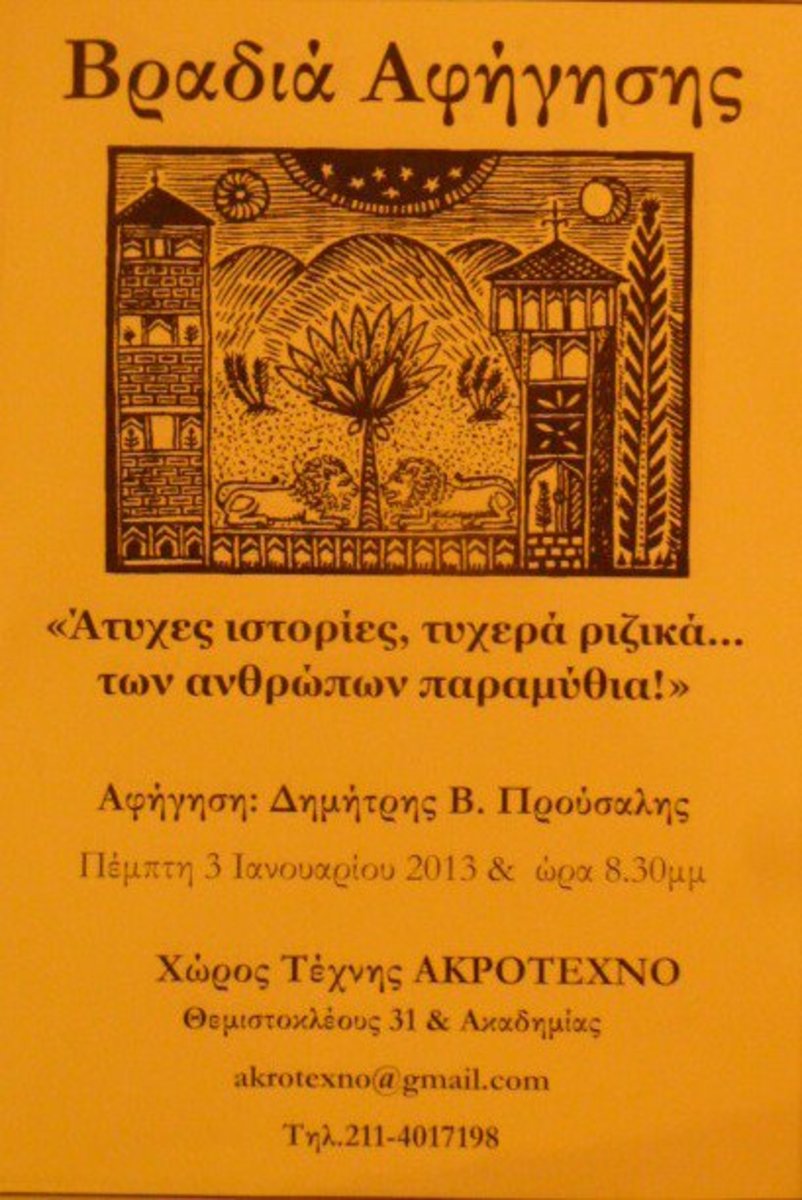 Βραδιά Αφήγησης
«Άτυχες ιστορίες, τυχερά ριζικά...
των ανθρώπων παραμύθια!»
Αφήγηση: Δημήτρης Β. Προύσαλης
Πέμπτη 3 Ιανουαρίου 2013 & ώρα 8.30μμ
Χώρος Τέχνης ΑΚΡΟΤΕΧΝΟ
Θεμιστοκλέους 31 & Ακαδημίας
akrotexno@gmail.com
Τηλ.211-4017198